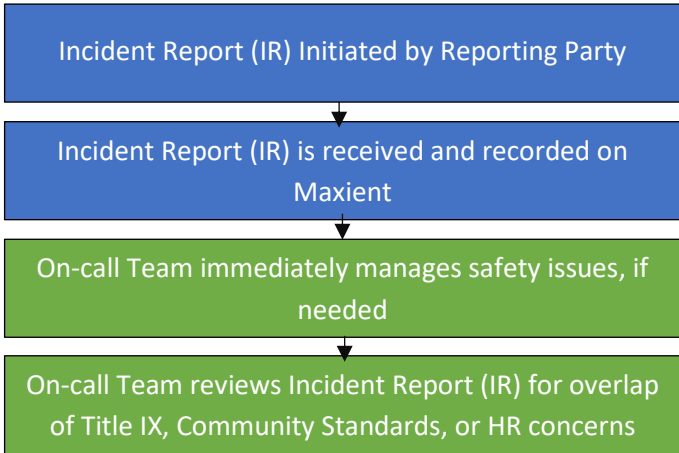 Incident Report (IR) Initiated by Reporting Party
Incident Report (IR) is received and recorded on
Maxient
On-call Team immediately manages safety issues, if
needed
On-call Team reviews Incident Report (IR) for overlap
of Title IX, Community Standards, or HR concerns